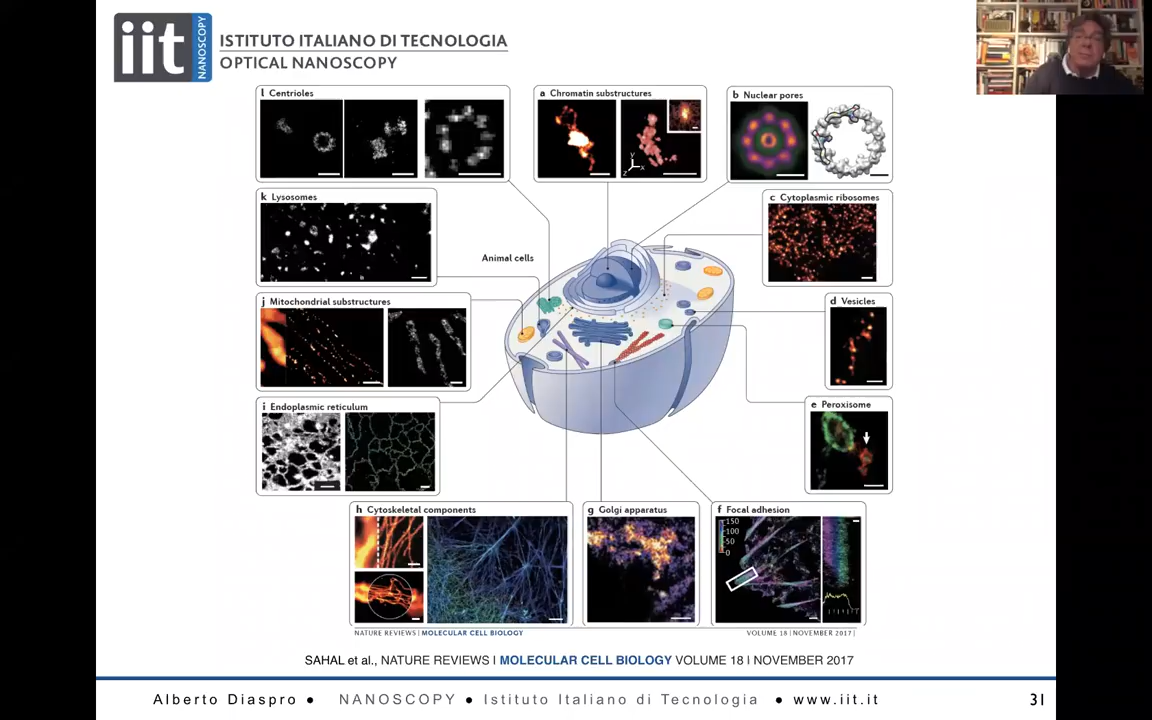 iit
NANOSCOPY
ISTITUTO ITALIANO DI TECNOLOGIA
OPTICAL NANOSCOPY
l Centrioles
a Chromatin substructures
Y
Z X
b Nuclear pores
k Lysosomes
c Cytoplasmic ribosomes
Animal cells
j Mitochondrial substructures
d Vesicles
i Endoplasmic reticulum
e Peroxisome
h Cytoskeletal components
g Golgi apparatus
f Focal adhesion
150
100
50
0
NATURE REVIEWS | MOLECULAR CELL BIOLOGY
VOLUME 18 | NOVEMBER 2017 |
SAHAL et al., NATURE REVIEWS I MOLECULAR CELL BIOLOGY VOLUME 18 I NOVEMBER 2017
Alberto Diaspro ● NANOSCOPY ● Istituto Italiano di Tecnologia ● www.iit.it
31